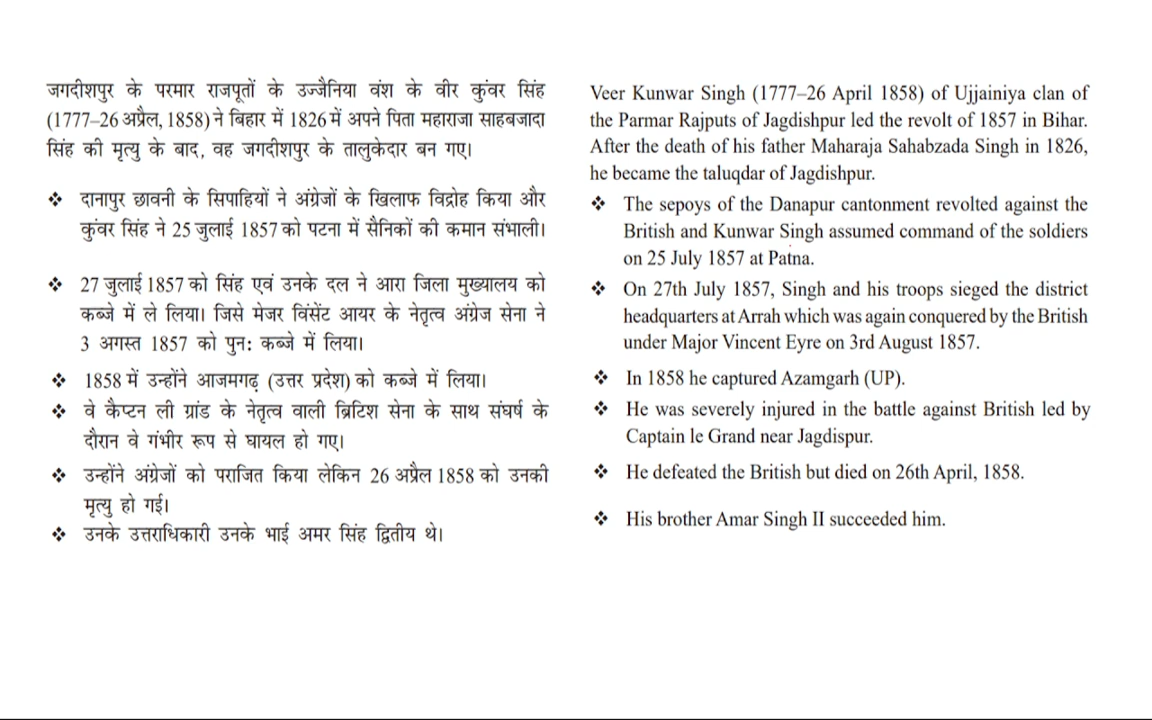 जगदीशपुर के परमार राजपूतों के उज्जैनिया वंश के वीर कुंवर सिंह
(1777–26 अप्रैल, 1858) ने बिहार में 1826 में अपने पिता महाराजा साहबजादा
सिंह की मृत्यु के बाद, वह जगदीशपुर के तालुकेदार बन गए।
❖ दानापुर छावनी के सिपाहियों ने अंग्रेजों के खिलाफ विद्रोह किया और
कुंवर सिंह ने 25 जुलाई 1857 को पटना में सैनिकों की कमान संभाली।
❖ 27 जुलाई 1857 को सिंह एवं उनके दल ने आरा जिला मुख्यालय को
कब्जे में ले लिया। जिसे मेजर विंसेंट आयर के नेतृत्व अंग्रेज सेना ने
3 अगस्त 1857 को पुन: कब्जे में लिया।
❖ 1858 में उन्होंने आजमगढ़ (उत्तर प्रदेश) को कब्जे में लिया।
❖ वे कैप्टन ली ग्रांड के नेतृत्व वाली ब्रिटिश सेना के साथ संघर्ष के
दौरान वे गंभीर रूप से घायल हो गए।
❖ उन्होंने अंग्रेजों को पराजित किया लेकिन 26 अप्रैल 1858 को उनकी
मृत्यु हो गई।
❖ उनके उत्तराधिकारी उनके भाई अमर सिंह द्वितीय थे।
Veer Kunwar Singh (1777–26 April 1858) of Ujjainiya clan of
the Parmar Rajputs of Jagdishpur led the revolt of 1857 in Bihar.
After the death of his father Maharaja Sahabzada Singh in 1826,
he became the taluqdar of Jagdishpur.
❖ The sepoys of the Danapur cantonment revolted against the
British and Kunwar Singh assumed command of the soldiers
on 25 July 1857 at Patna.
❖ On 27th July 1857, Singh and his troops sieged the district
headquarters at Arrah which was again conquered by the British
under Major Vincent Eyre on 3rd August 1857.
❖ In 1858 he captured Azamgarh (UP).
❖ He was severely injured in the battle against British led by
Captain le Grand near Jagdispur.
❖ He defeated the British but died on 26th April, 1858.
❖ His brother Amar Singh II succeeded him.